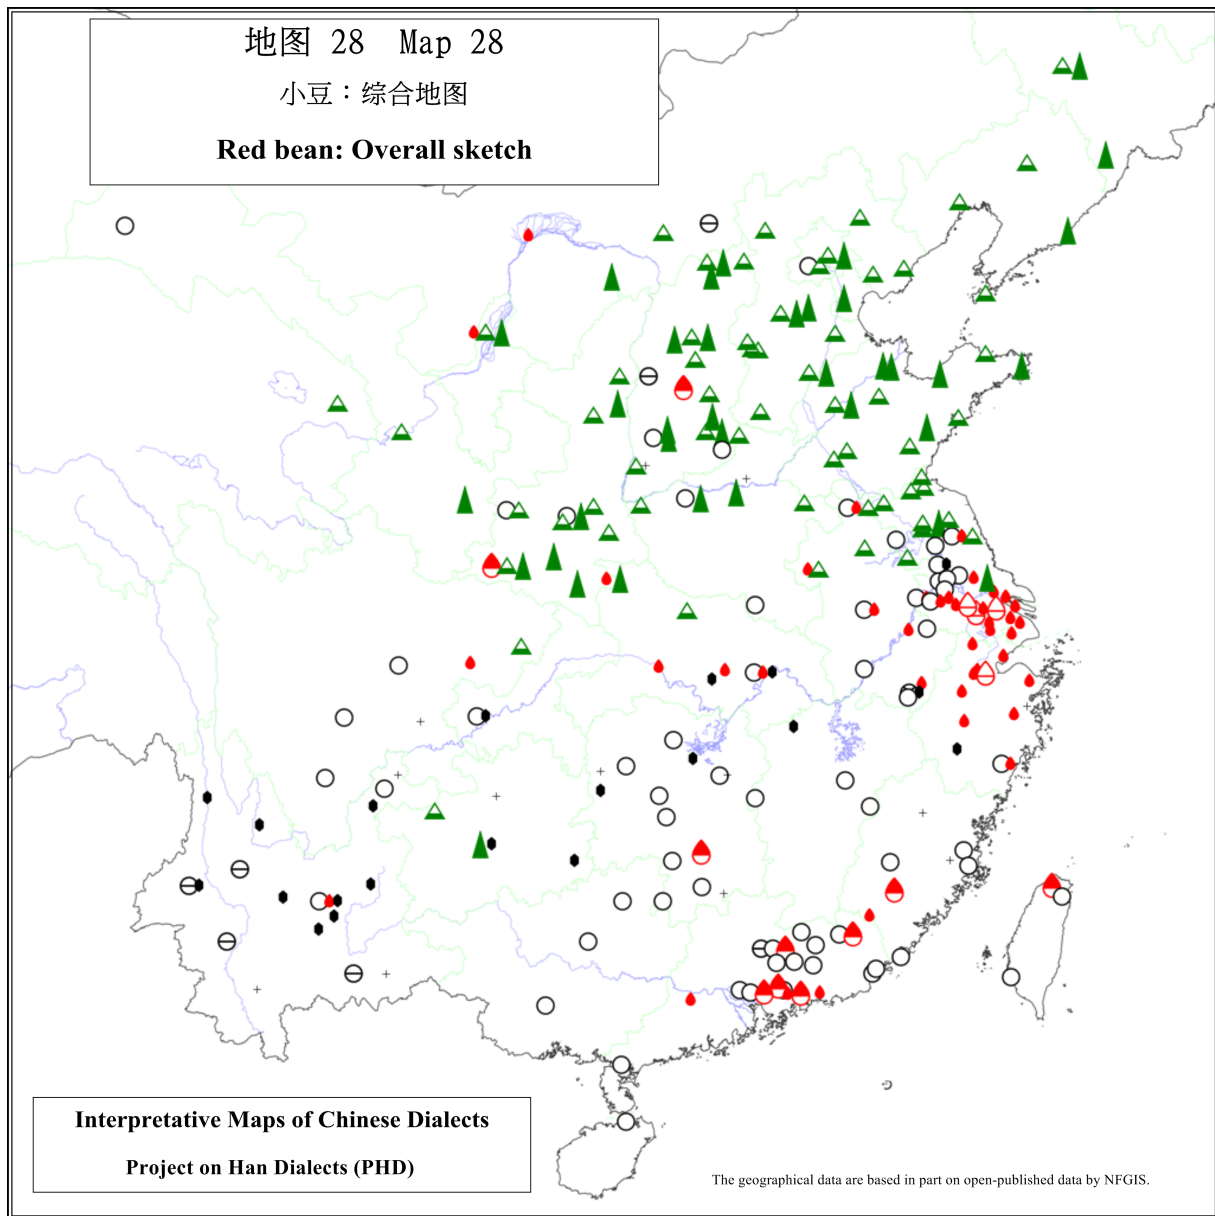 地图 28 Map 28
小豆：综合地图
Red bean: Overall sketch
Interpretative Maps of Chinese Dialects
Project on Han Dialects (PHD)
The geographical data are based in part on open-published data by NFGIS.